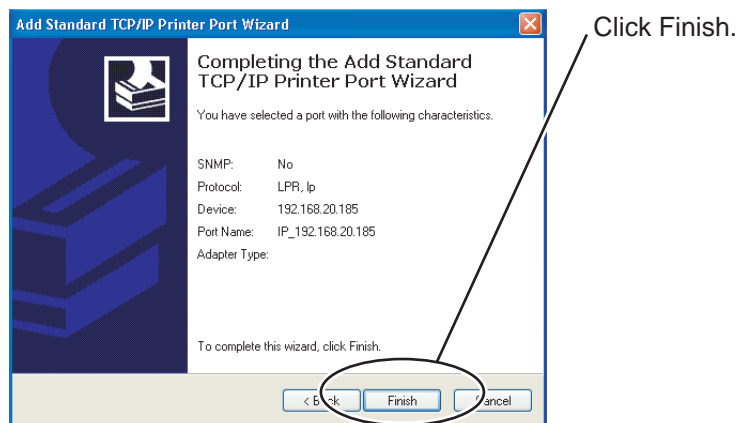 Add Standard TCP/IP Printer Port Wizard
Click Finish.
Completing the Add Standard
TCP/IP Printer Port Wizard
You have selected a port with the following characteristics.
SNMP: No
Protocol: LPR, lp
Device: 192.168.20.185
Port Name: IP_192.168.20.185
Adapter Type:
To complete this wizard, click Finish.
< Back Finish Cancel